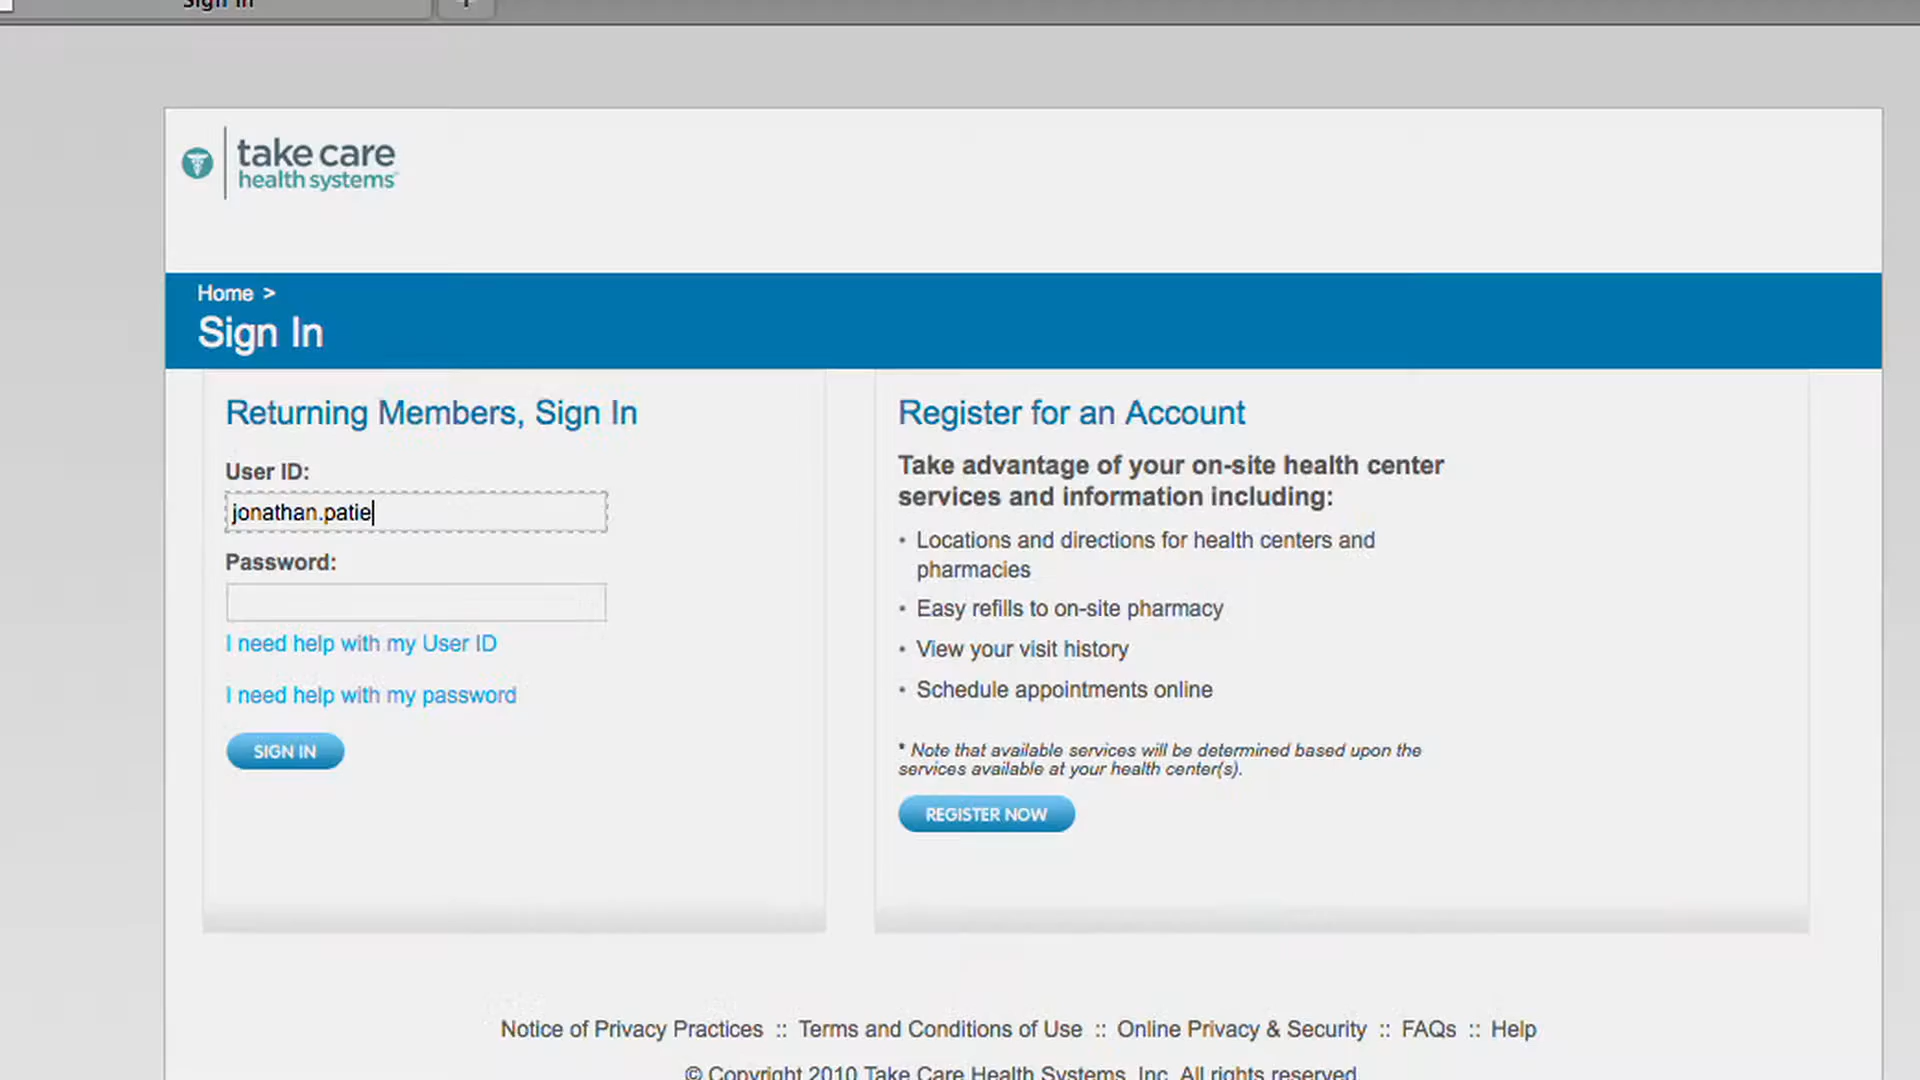 Sign In
+
take care
health systems
Home >
Sign In
Returning Members, Sign In
User ID:
jonathan.patie
Password:
I need help with my User ID
I need help with my password
SIGN IN
Register for an Account
Take advantage of your on-site health center
services and information including:
• Locations and directions for health centers and
pharmacies
• Easy refills to on-site pharmacy
• View your visit history
• Schedule appointments online
* Note that available services will be determined based upon the
services available at your health center(s).
REGISTER NOW
Notice of Privacy Practices :: Terms and Conditions of Use :: Online Privacy & Security :: FAQs :: Help
© Copyright 2010 Take Care Health Systems, Inc. All rights reserved.